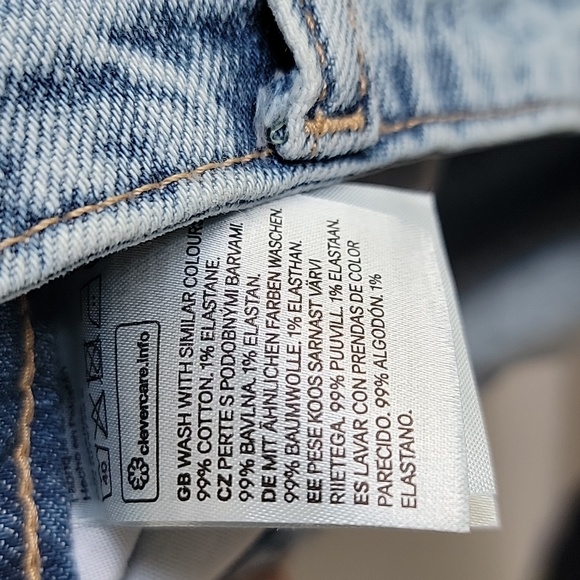 40
clevercare.info
GB WASH WITH SIMILAR COLOUR
99% COTTON. 1% ELASTANE.
CZ PERTE S PODOBNÝMI BARVAMI.
99% BAVLNA. 1% ELASTAN.
DE MIT ÄHNLICHEN FARBEN WASCHEN.
99% BAUMWOLLE. 1% ELASTHAN.
EE PESE KOOS SARNAST VÄRVI
RIIETEGA. 99% PUUVILL. 1% ELASTAAN.
ES LAVAR CON PRENDAS DE COLOR
PARECIDO. 99% ALGODÓN. 1%
ELASTANO.